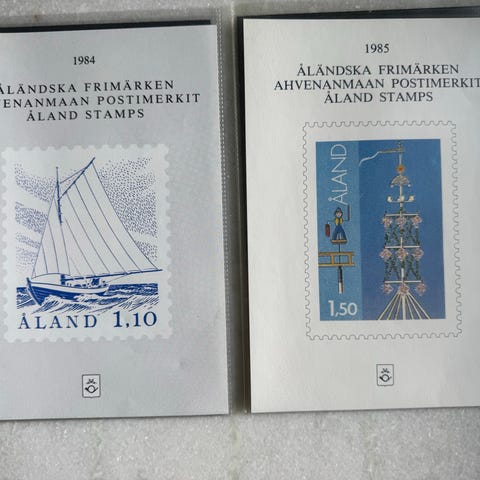 1984
ÅLÄNDSKA FRIMÄRKEN
VENANMAAN POSTIMERKIT
ÅLAND STAMPS
ÅLAND 1,10
1985
ÅLÄNDSKA FRIMÄRKEN
AHVENANMAAN POSTIMERKIT
ÅLAND STAMPS
ÅLAND
1,50